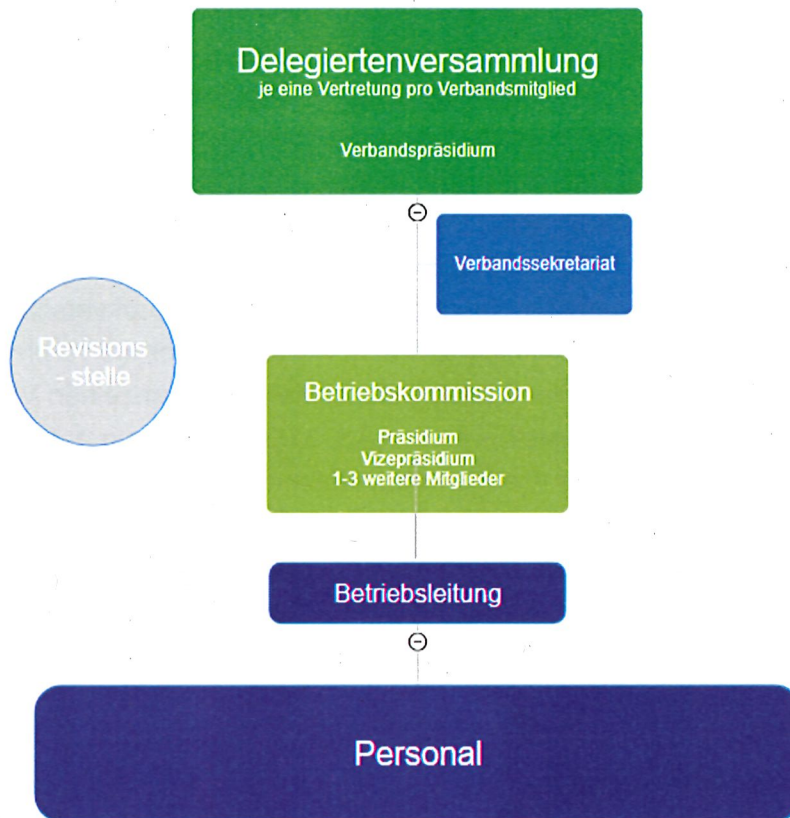 Delegiertenversammlung
je eine Vertretung pro Verbandsmitglied
Verbandspräsidium
Verbandssekretariat
Revisions
- stelle
Betriebskommission
Präsidium
Vizepräsidium
1-3 weitere Mitglieder
Betriebsleitung
Personal